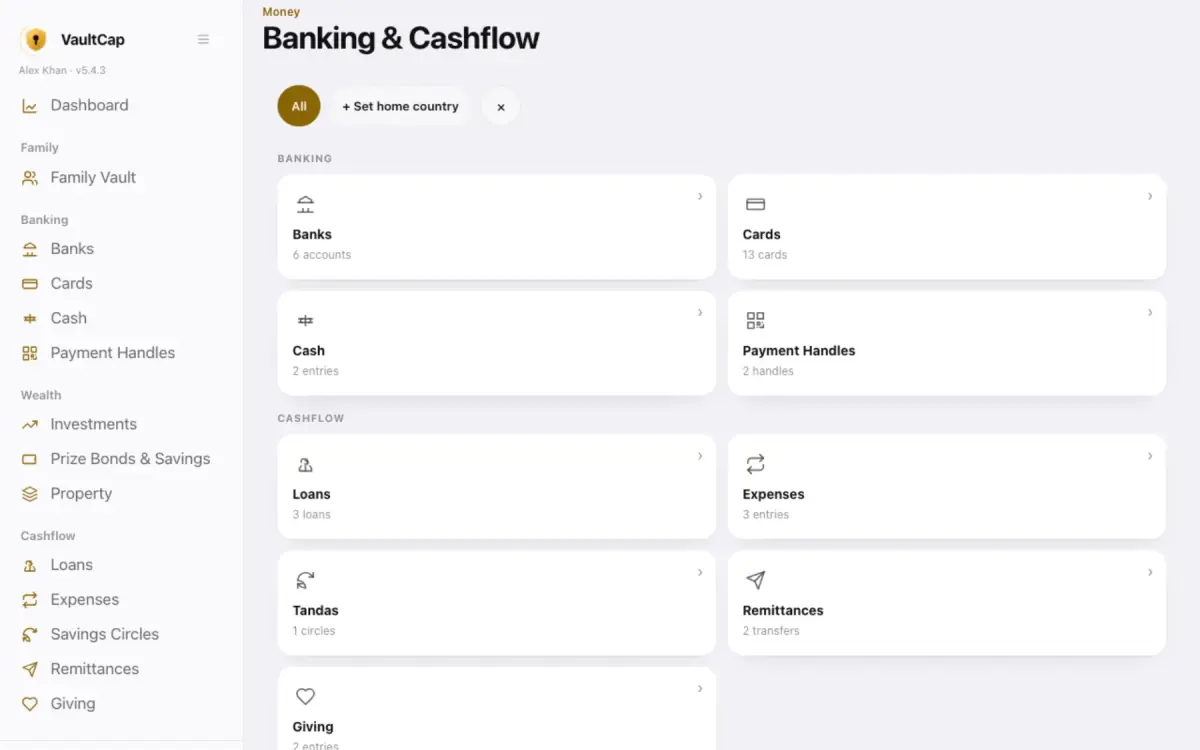 VaultCap
Alex Khan · v5.4.3
Dashboard
Family
Family Vault
Banking
Banks
Cards
Cash
Payment Handles
Wealth
Investments
Prize Bonds & Savings
Property
Cashflow
Loans
Expenses
Savings Circles
Remittances
Giving
Money
Banking & Cashflow
All
+ Set home country
×
BANKING
Banks
6 accounts
Cards
13 cards
Cash
2 entries
Payment Handles
2 handles
CASHFLOW
Loans
3 loans
Expenses
3 entries
Tandas
1 circles
Remittances
2 transfers
Giving
2 entries